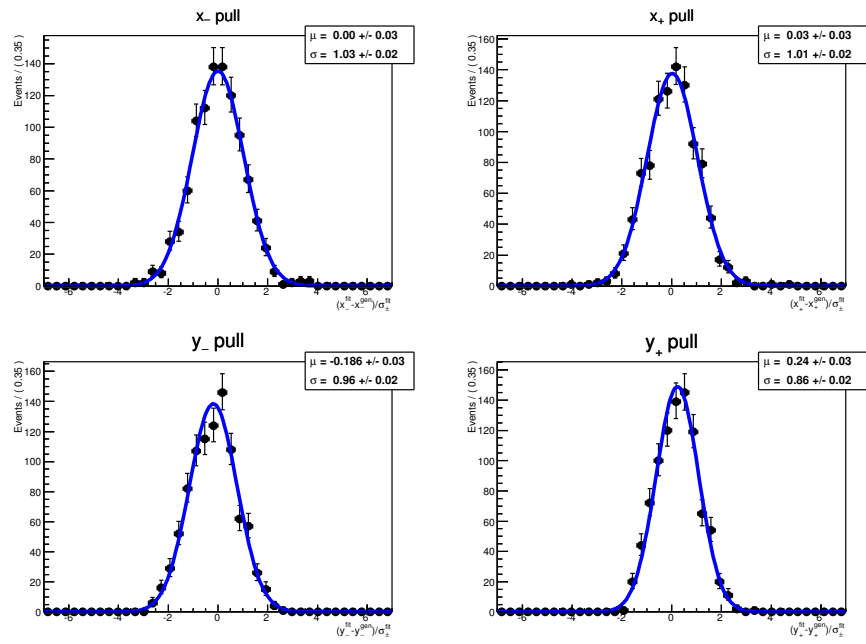 x_ pull
μ = 0.00 +/- 0.03
σ = 1.03 +/- 0.02
Events / ( 0.35 )
140
120
100
80
60
40
20
0
-6 -4 -2 0 2 4 6
(x_^fit-x_^gen)/σ±^fit
x+ pull
μ = 0.03 +/- 0.03
σ = 1.01 +/- 0.02
Events / ( 0.35 )
160
140
120
100
80
60
40
20
0
-6 -4 -2 0 2 4 6
(x+^fit-x+^gen)/σ±^fit
y_ pull
μ = -0.186 +/- 0.03
σ = 0.96 +/- 0.02
Events / ( 0.35 )
160
140
120
100
80
60
40
20
0
-6 -4 -2 0 2 4 6
(y_^fit-y_^gen)/σ±^fit
y+ pull
μ = 0.24 +/- 0.03
σ = 0.86 +/- 0.02
Events / ( 0.35 )
160
140
120
100
80
60
40
20
0
-6 -4 -2 0 2 4 6
(y+^fit-y+^gen)/σ±^fit